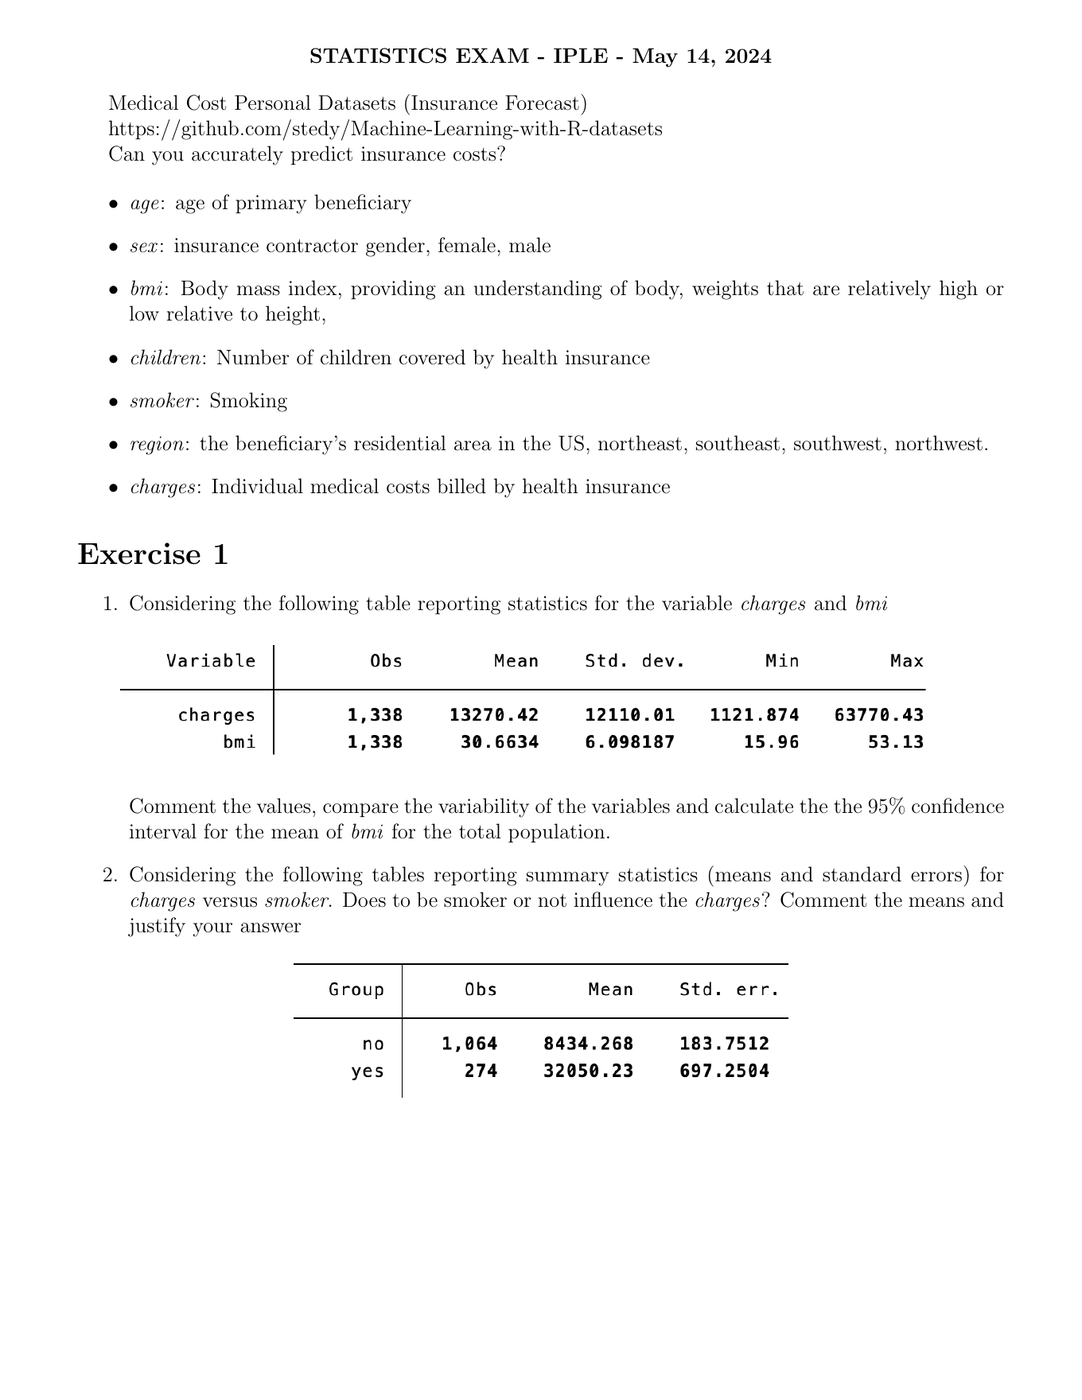 STATISTICS EXAM - IPLE - May 14, 2024
Medical Cost Personal Datasets (Insurance Forecast)
https://github.com/stedy/Machine-Learning-with-R-datasets
Can you accurately predict insurance costs?
• age: age of primary beneficiary
• sex: insurance contractor gender, female, male
• bmi: Body mass index, providing an understanding of body, weights that are relatively high or
low relative to height,
• children: Number of children covered by health insurance
• smoker: Smoking
• region: the beneficiary's residential area in the US, northeast, southeast, southwest, northwest.
• charges: Individual medical costs billed by health insurance
Exercise 1
1. Considering the following table reporting statistics for the variable charges and bmi
Variable Obs Mean Std. dev. Min Max
charges 1,338 13270.42 12110.01 1121.874 63770.43
bmi 1,338 30.6634 6.098187 15.96 53.13
Comment the values, compare the variability of the variables and calculate the the 95% confidence
interval for the mean of bmi for the total population.
2. Considering the following tables reporting summary statistics (means and standard errors) for
charges versus smoker. Does to be smoker or not influence the charges? Comment the means and
justify your answer
Group Obs Mean Std. err.
no 1,064 8434.268 183.7512
yes 274 32050.23 697.2504